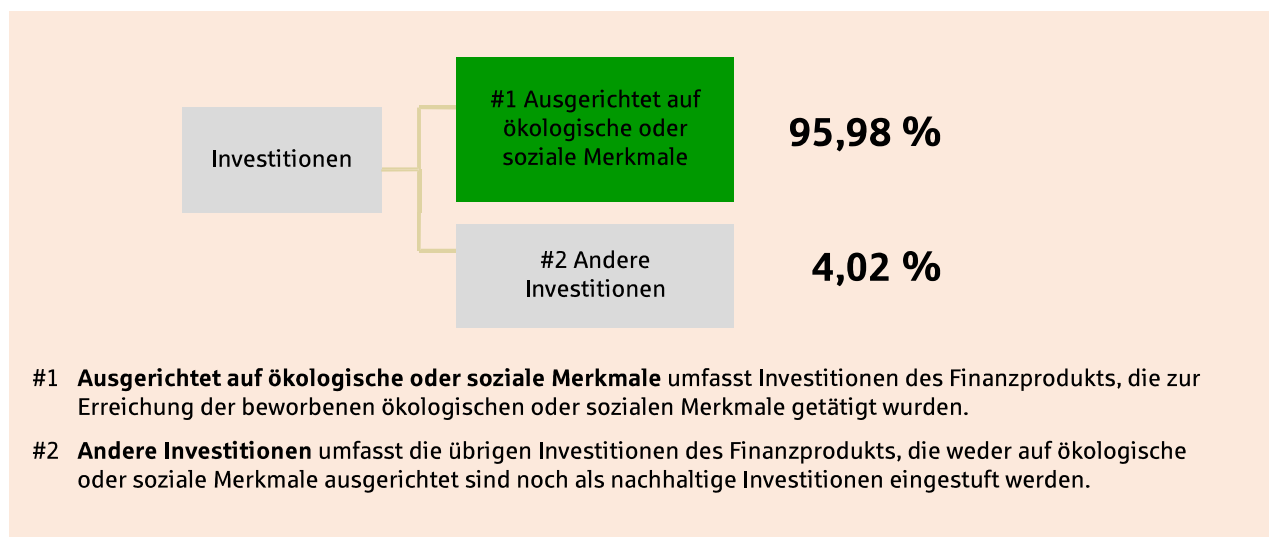 Investitionen
#1 Ausgerichtet auf
ökologische oder
soziale Merkmale
95,98 %
#2 Andere
Investitionen
4,02 %
#1 Ausgerichtet auf ökologische oder soziale Merkmale umfasst Investitionen des Finanzprodukts, die zur
Erreichung der beworbenen ökologischen oder sozialen Merkmale getätigt wurden.
#2 Andere Investitionen umfasst die übrigen Investitionen des Finanzprodukts, die weder auf ökologische
oder soziale Merkmale ausgerichtet sind noch als nachhaltige Investitionen eingestuft werden.